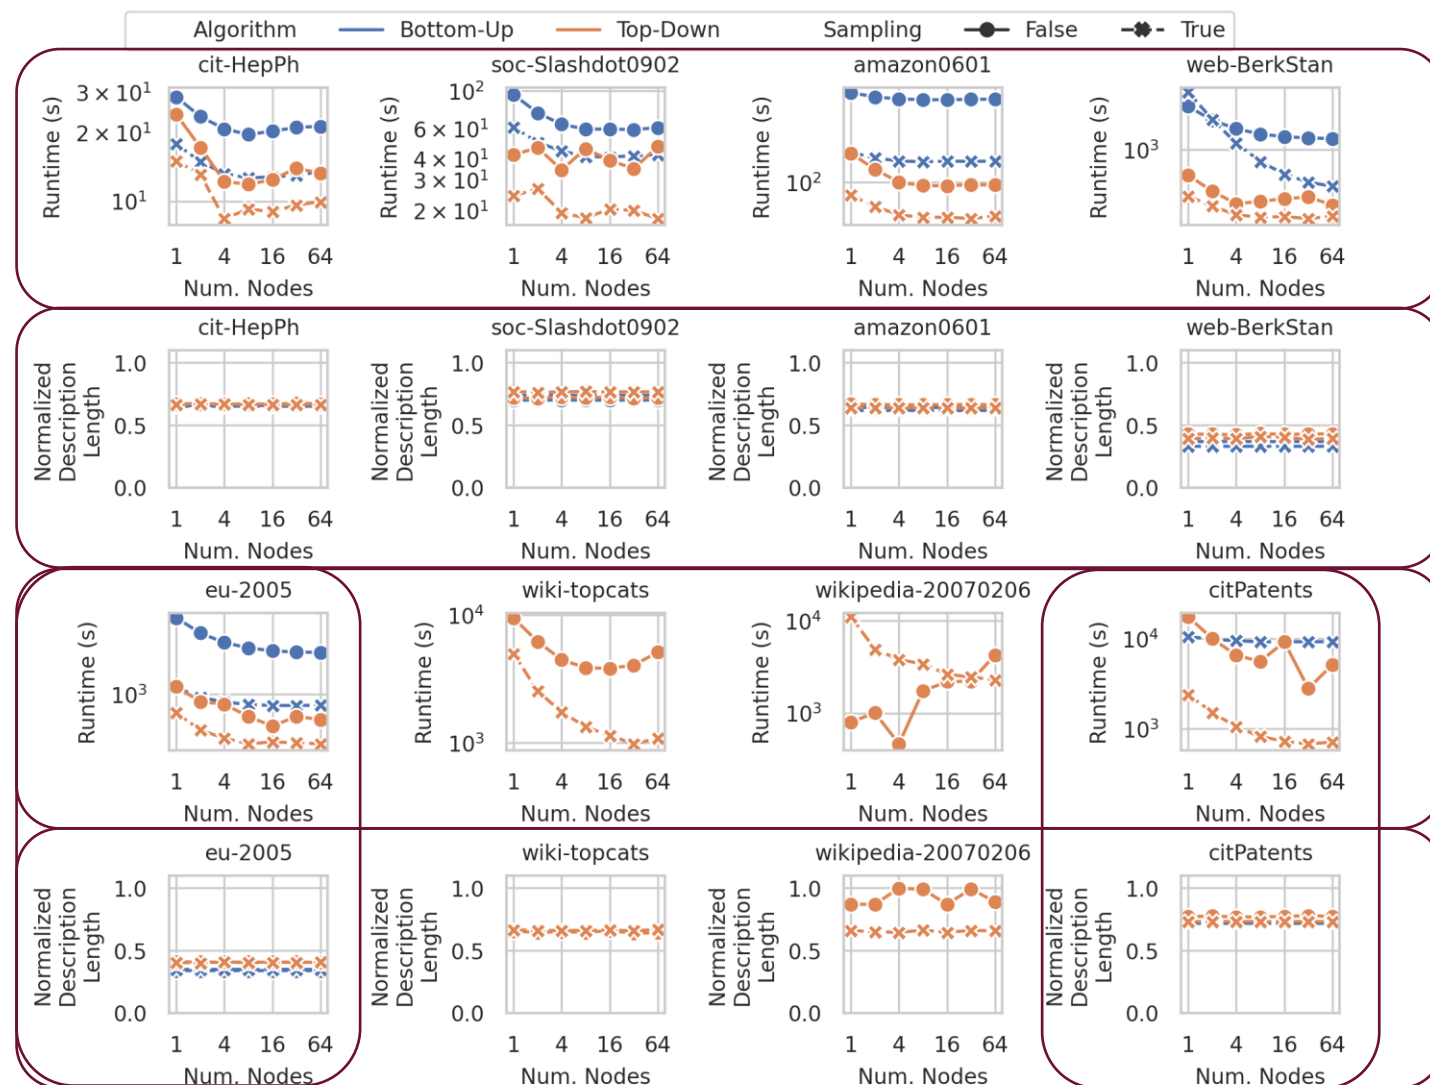 Algorithm Bottom-Up Top-Down Sampling False True
cit-HepPh soc-Slashdot0902 amazon0601 web-BerkStan
Runtime (s) 3 × 10¹ 2 × 10¹ 10¹
Runtime (s) 10² 6 × 10¹ 4 × 10¹ 3 × 10¹ 2 × 10¹
Runtime (s) 10²
Runtime (s) 10³
1 4 16 64 1 4 16 64 1 4 16 64 1 4 16 64
Num. Nodes Num. Nodes Num. Nodes Num. Nodes
cit-HepPh soc-Slashdot0902 amazon0601 web-BerkStan
Normalized Description Length 1.0 0.5 0.0
Normalized Description Length 1.0 0.5 0.0
Normalized Description Length 1.0 0.5 0.0
Normalized Description Length 1.0 0.5 0.0
1 4 16 64 1 4 16 64 1 4 16 64 1 4 16 64
Num. Nodes Num. Nodes Num. Nodes Num. Nodes
eu-2005 wiki-topcats wikipedia-20070206 citPatents
Runtime (s) 10³
Runtime (s) 10⁴ 10³
Runtime (s) 10⁴ 10³
Runtime (s) 10⁴ 10³
1 4 16 64 1 4 16 64 1 4 16 64 1 4 16 64
Num. Nodes Num. Nodes Num. Nodes Num. Nodes
eu-2005 wiki-topcats wikipedia-20070206 citPatents
Normalized Description Length 1.0 0.5 0.0
Normalized Description Length 1.0 0.5 0.0
Normalized Description Length 1.0 0.5 0.0
Normalized Description Length 1.0 0.5 0.0
1 4 16 64 1 4 16 64 1 4 16 64 1 4 16 64
Num. Nodes Num. Nodes Num. Nodes Num. Nodes